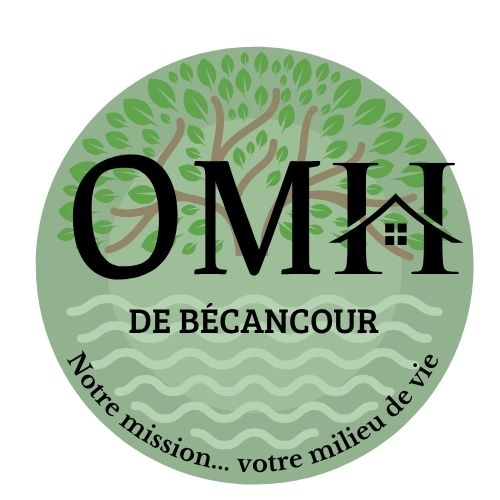 OMH
DE BÉCANCOUR
Notre mission... votre milieu de vie